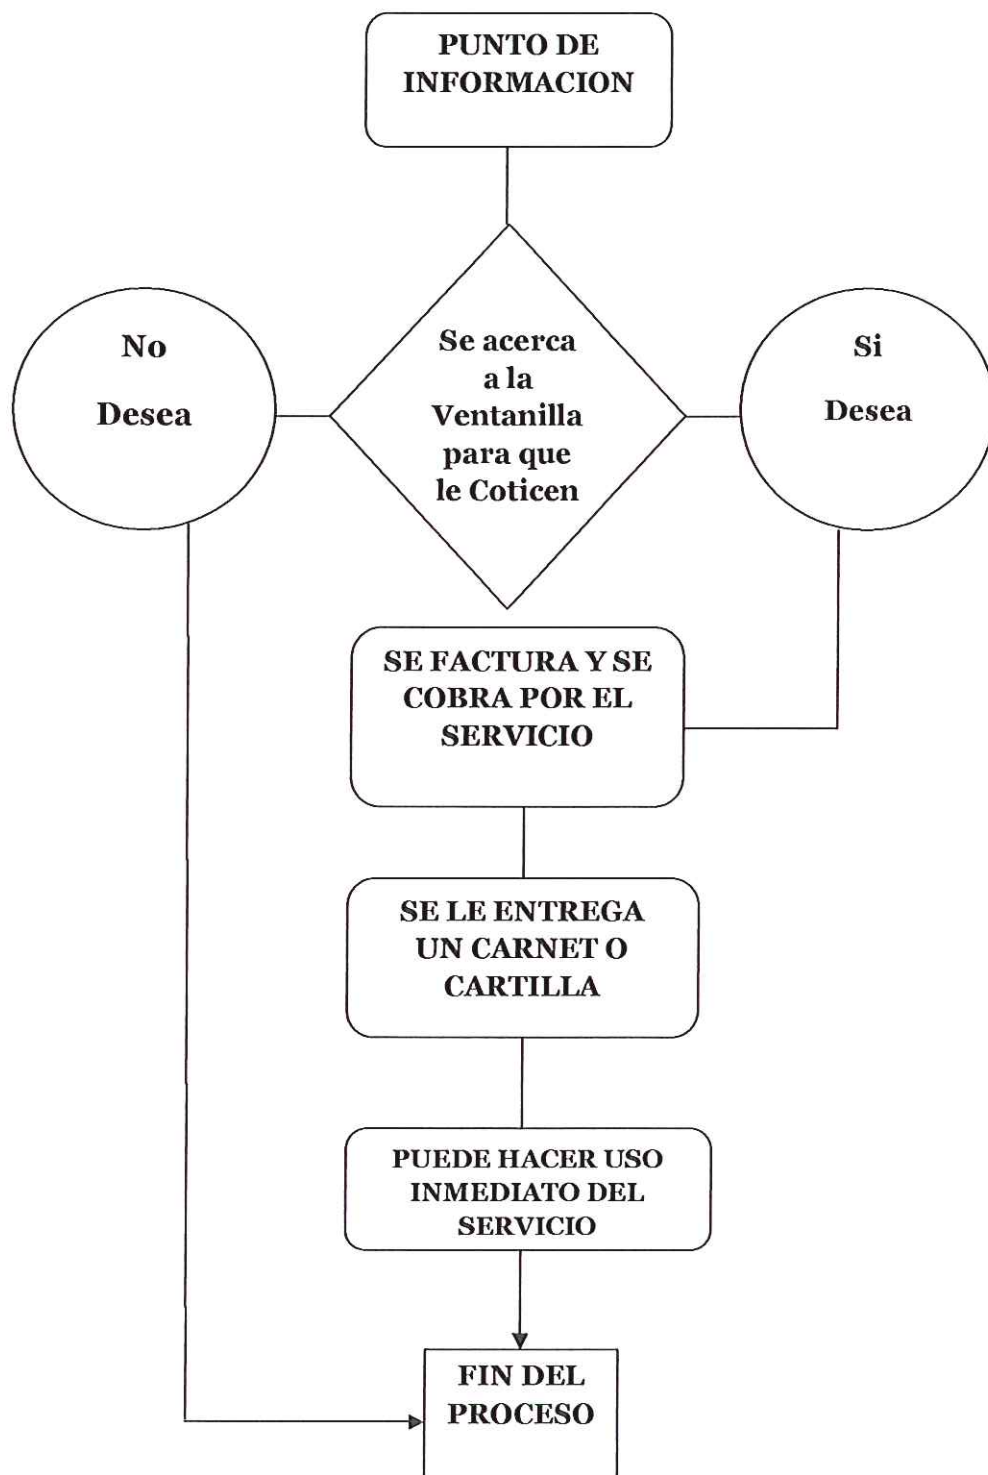 PUNTO DE
INFORMACION
No
Desea
Se acerca
a la
Ventanilla
para que
le Coticen
Si
Desea
SE FACTURA Y SE
COBRA POR EL
SERVICIO
SE LE ENTREGA
UN CARNET O
CARTILLA
PUEDE HACER USO
INMEDIATO DEL
SERVICIO
FIN DEL
PROCESO